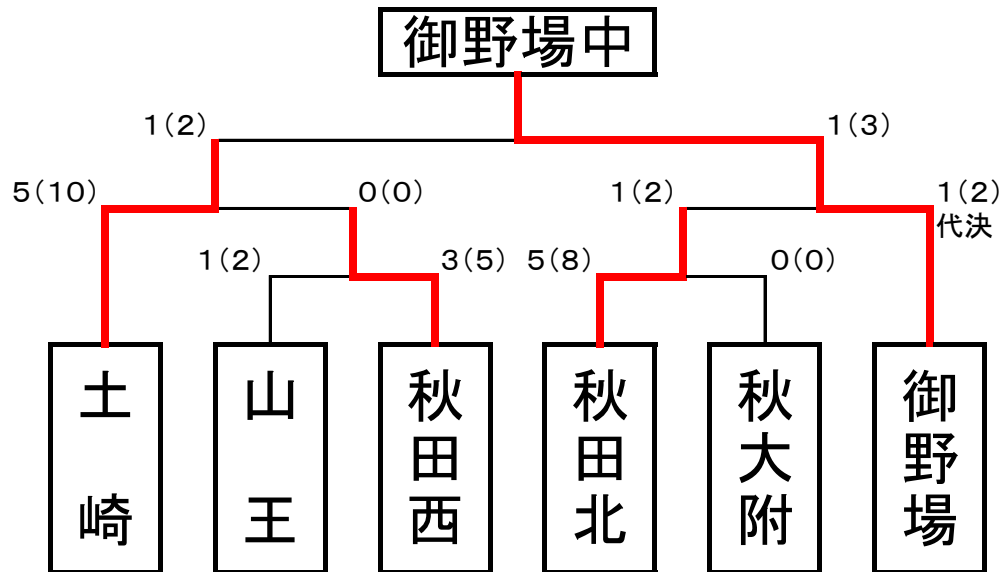 御野場中
1(2)
1(3)
5(10)
0(0)
1(2)
1(2)
代決
1(2)
3(5)
5(8)
0(0)
土崎
山王
秋田西
秋田北
秋大附
御野場